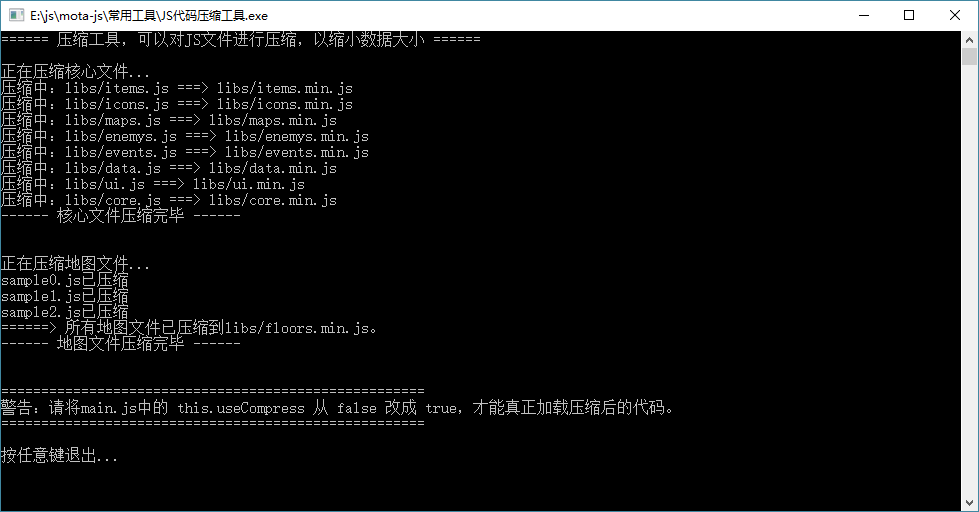 E:\js\mota-js\常用工具\JS代码压缩工具.exe
====== 压缩工具，可以对JS文件进行压缩，以缩小数据大小 ======
正在压缩核心文件...
压缩中：libs/items.js ===> libs/items.min.js
压缩中：libs/icons.js ===> libs/icons.min.js
压缩中：libs/maps.js ===> libs/maps.min.js
压缩中：libs/enemys.js ===> libs/enemys.min.js
压缩中：libs/events.js ===> libs/events.min.js
压缩中：libs/data.js ===> libs/data.min.js
压缩中：libs/ui.js ===> libs/ui.min.js
压缩中：libs/core.js ===> libs/core.min.js
------ 核心文件压缩完毕 ------
正在压缩地图文件...
sample0.js已压缩
sample1.js已压缩
sample2.js已压缩
======> 所有地图文件已压缩到libs/floors.min.js。
------ 地图文件压缩完毕 ------
=====================================================
警告：请将main.js中的 this.useCompress 从 false 改成 true，才能真正加载压缩后的代码。
=====================================================
按任意键退出...